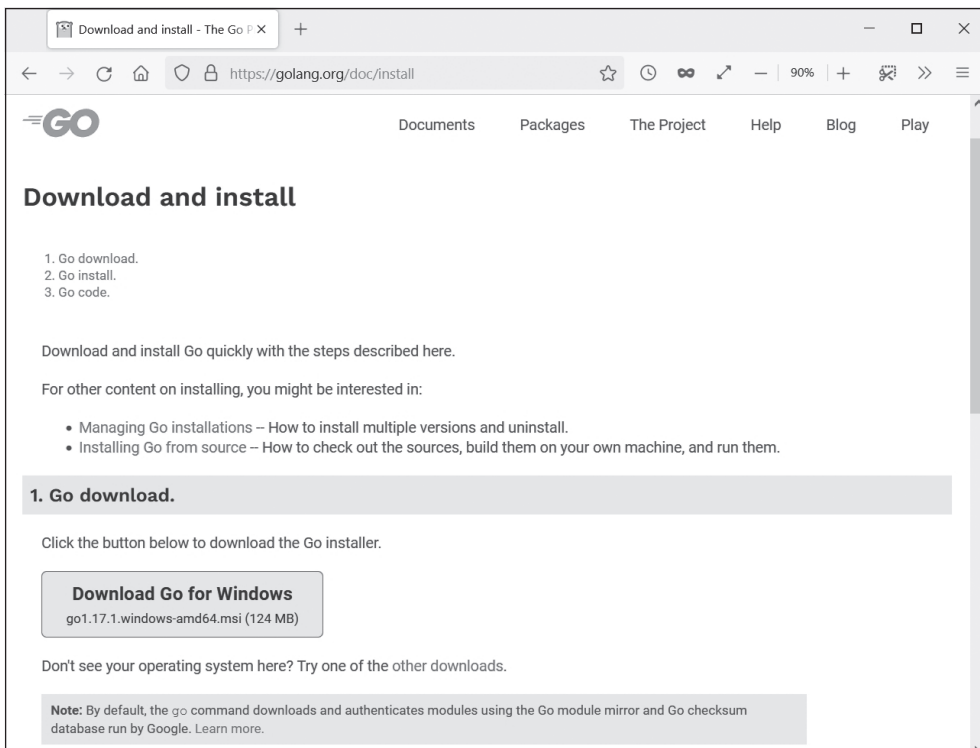 Download and install - The Go P
https://golang.org/doc/install
90%
GO
Documents Packages The Project Help Blog Play
Download and install
1. Go download.
2. Go install.
3. Go code.
Download and install Go quickly with the steps described here.
For other content on installing, you might be interested in:
• Managing Go installations -- How to install multiple versions and uninstall.
• Installing Go from source -- How to check out the sources, build them on your own machine, and run them.
1. Go download.
Click the button below to download the Go installer.
Download Go for Windows
go1.17.1.windows-amd64.msi (124 MB)
Don't see your operating system here? Try one of the other downloads.
Note: By default, the go command downloads and authenticates modules using the Go module mirror and Go checksum
database run by Google. Learn more.